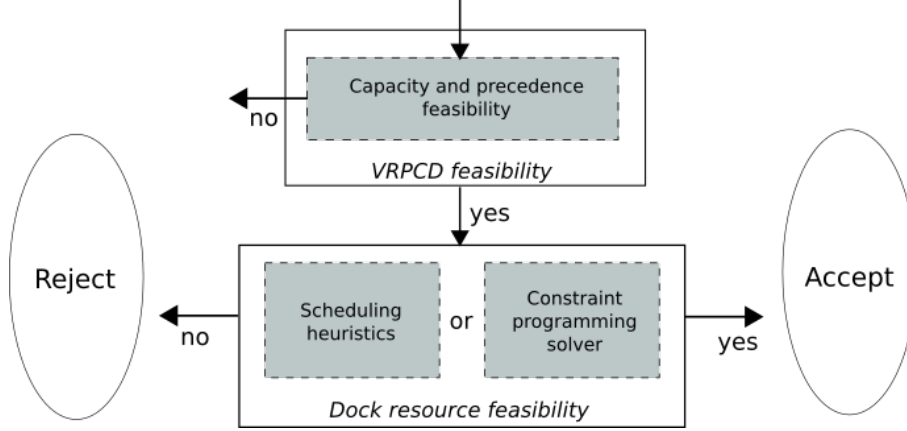 Capacity and precedence
feasibility
no
VRPCD feasibility
yes
Reject
Scheduling
heuristics
or
Constraint
programming
solver
Accept
no
yes
Dock resource feasibility